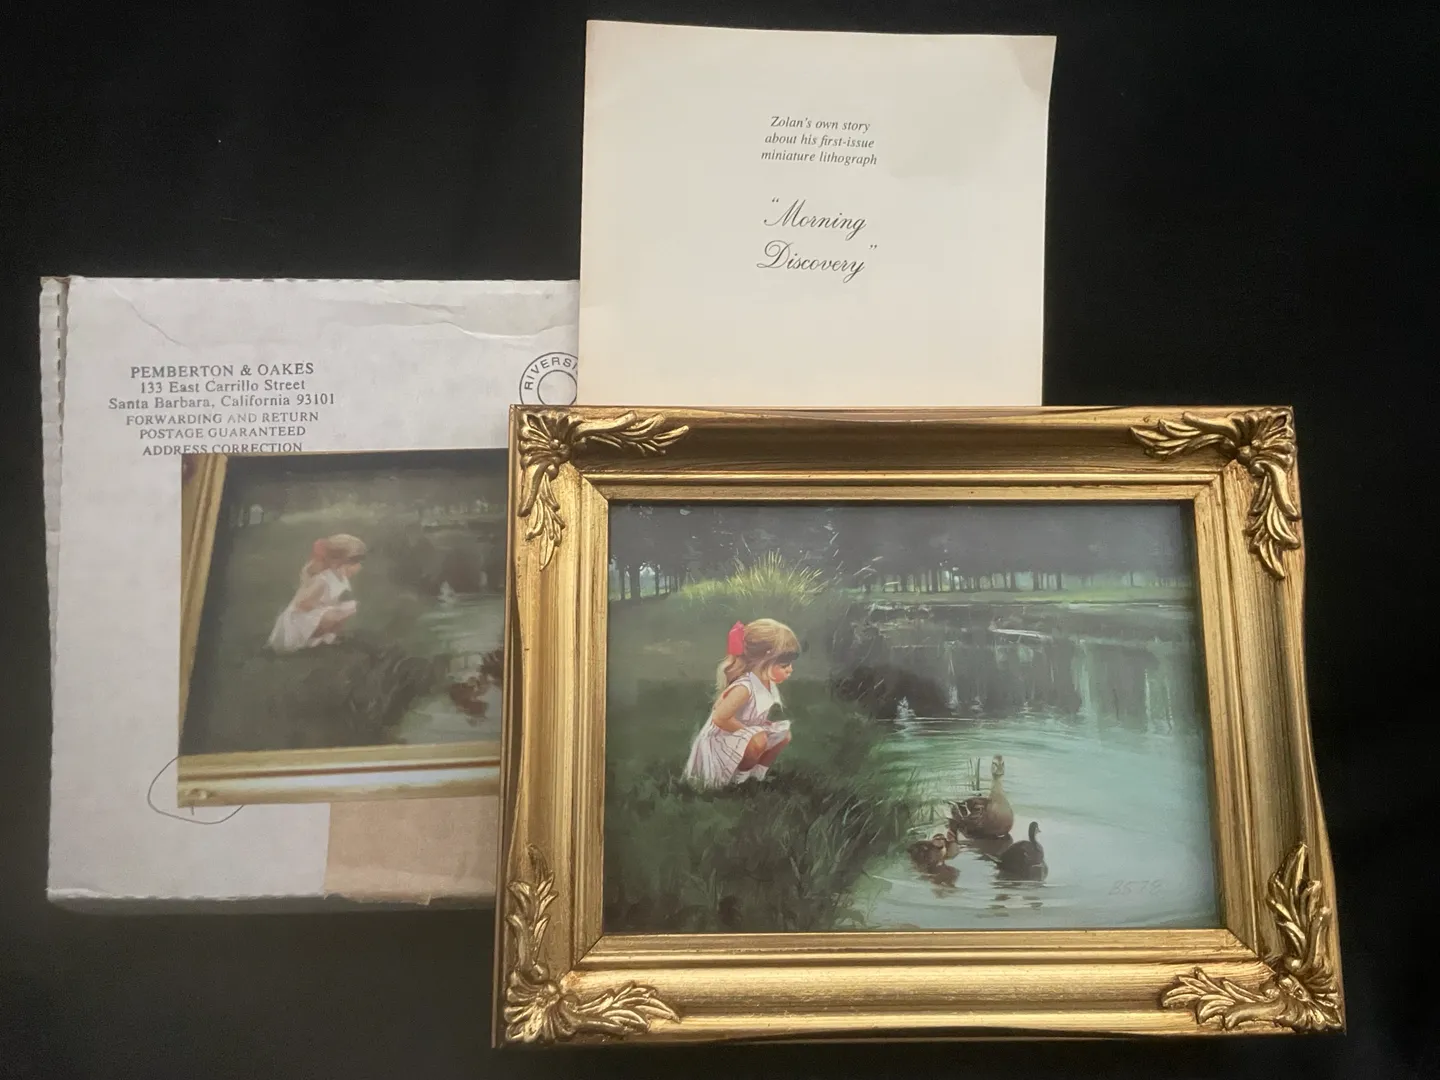 Zolan's own story
about his first-issue
miniature lithograph
"Morning
Discovery"
PEMBERTON & OAKES
133 East Carrillo Street
Santa Barbara, California 93101
FORWARDING AND RETURN
POSTAGE GUARANTEED
ADDRESS CORRECTION
RIVERSI